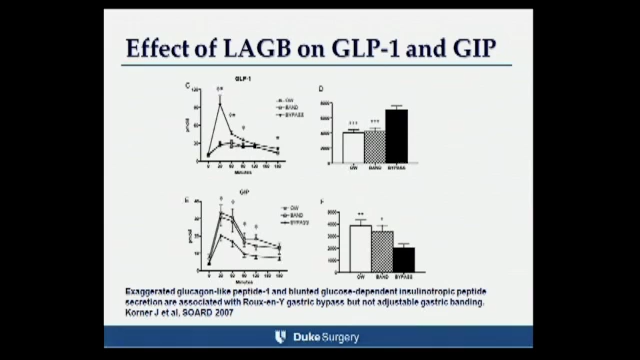 Effect of LAGB on GLP-1 and GIP
GLP-1
C
OW
BAND
BYPASS
Minutes
D
OW BAND BYPASS
GIP
E
OW
BAND
BYPASS
Minutes
F
OW BAND BYPASS
Exaggerated glucagon-like peptide-1 and blunted glucose-dependent insulinotropic peptide
secretion are associated with Roux-en-Y gastric bypass but not adjustable gastric banding.
Korner J et al, SOARD 2007
DukeSurgery